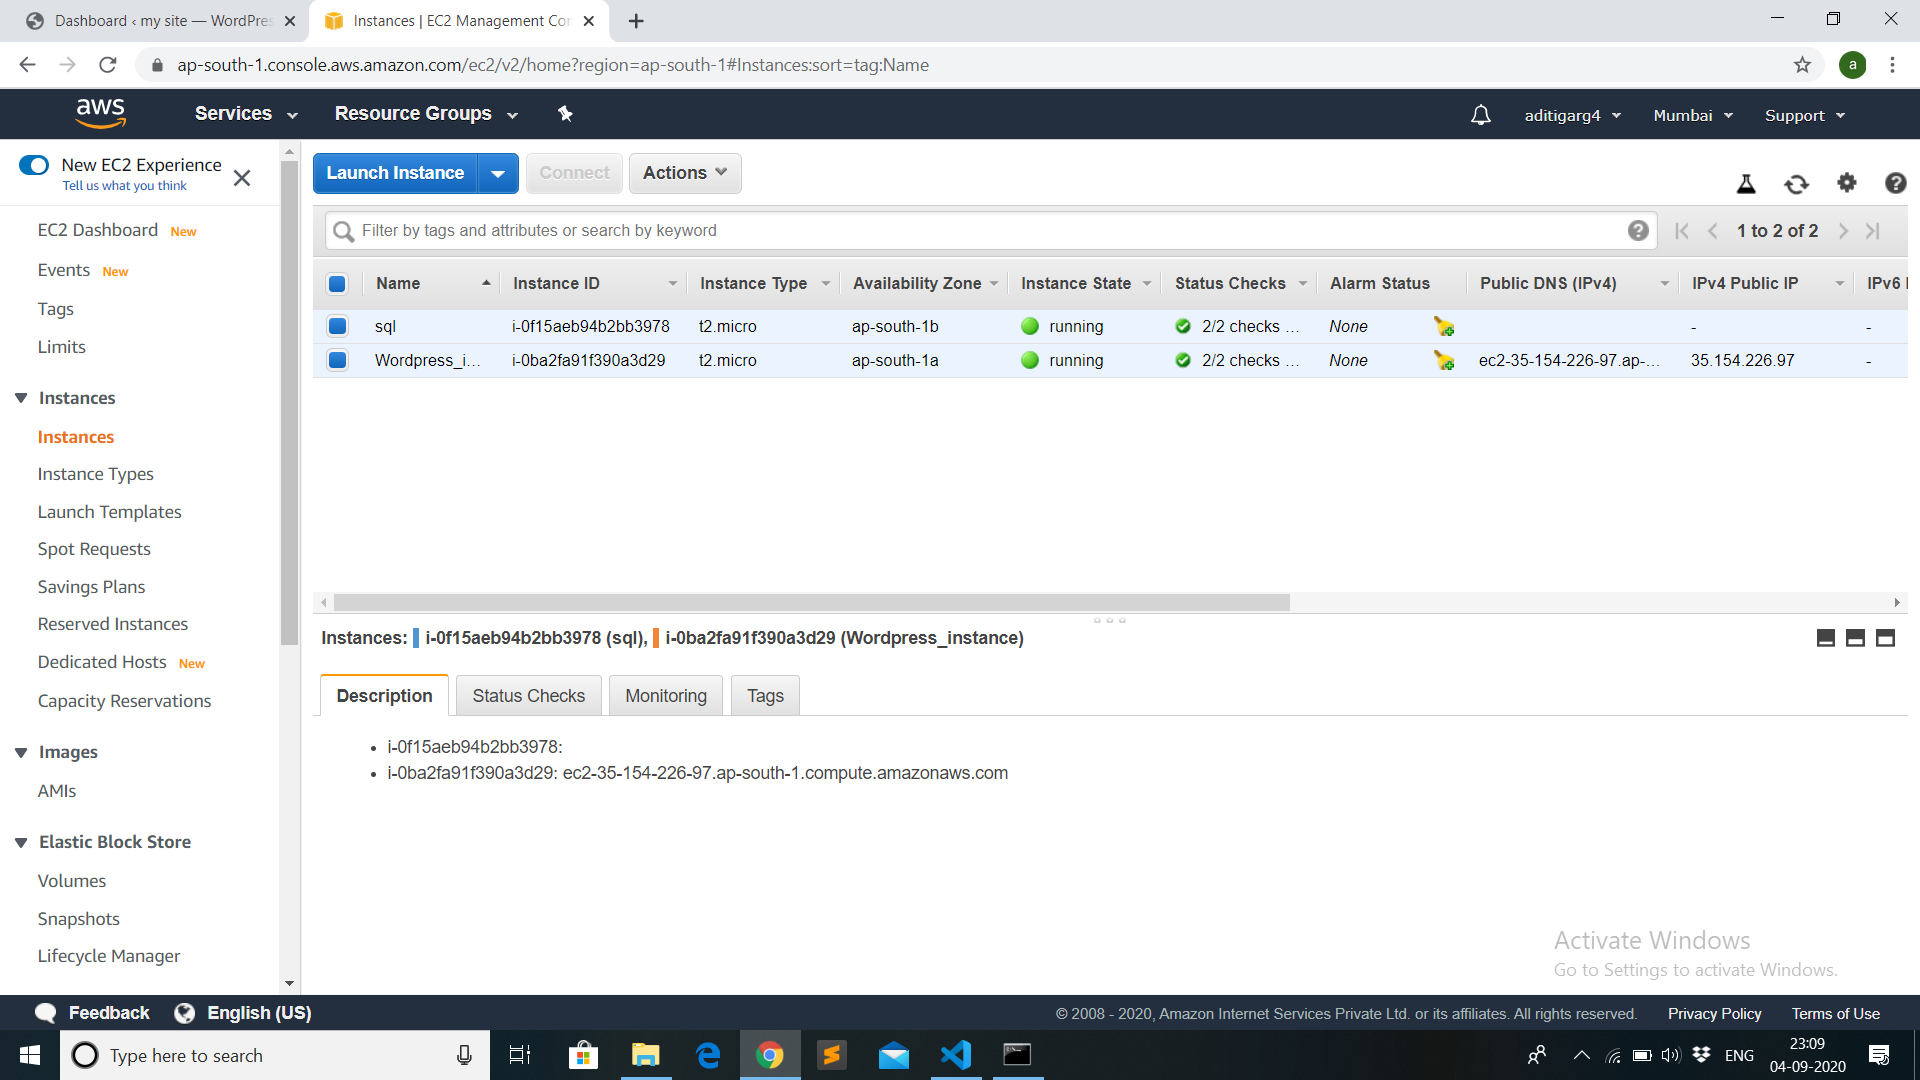 Dashboard ‹ my site — WordPres
Instances | EC2 Management Con
ap-south-1.console.aws.amazon.com/ec2/v2/home?region=ap-south-1#Instances:sort=tag:Name
a
aws
Services
Resource Groups
aditigarg4
Mumbai
Support
New EC2 Experience
Tell us what you think
EC2 Dashboard New
Events New
Tags
Limits
Instances
Instances
Instance Types
Launch Templates
Spot Requests
Savings Plans
Reserved Instances
Dedicated Hosts New
Capacity Reservations
Images
AMIs
Elastic Block Store
Volumes
Snapshots
Lifecycle Manager
Launch Instance
Connect
Actions
Filter by tags and attributes or search by keyword
1 to 2 of 2
Name Instance ID Instance Type Availability Zone Instance State Status Checks Alarm Status Public DNS (IPv4) IPv4 Public IP IPv6 I
sql i-0f15aeb94b2bb3978 t2.micro ap-south-1b running 2/2 checks ... None - -
Wordpress_i... i-0ba2fa91f390a3d29 t2.micro ap-south-1a running 2/2 checks ... None ec2-35-154-226-97.ap-... 35.154.226.97 -
Instances: i-0f15aeb94b2bb3978 (sql), i-0ba2fa91f390a3d29 (Wordpress_instance)
Description
Status Checks
Monitoring
Tags
• i-0f15aeb94b2bb3978:
• i-0ba2fa91f390a3d29: ec2-35-154-226-97.ap-south-1.compute.amazonaws.com
Activate Windows
Go to Settings to activate Windows.
Feedback
English (US)
© 2008 - 2020, Amazon Internet Services Private Ltd. or its affiliates. All rights reserved.
Privacy Policy
Terms of Use
Type here to search
ENG
23:09
04-09-2020